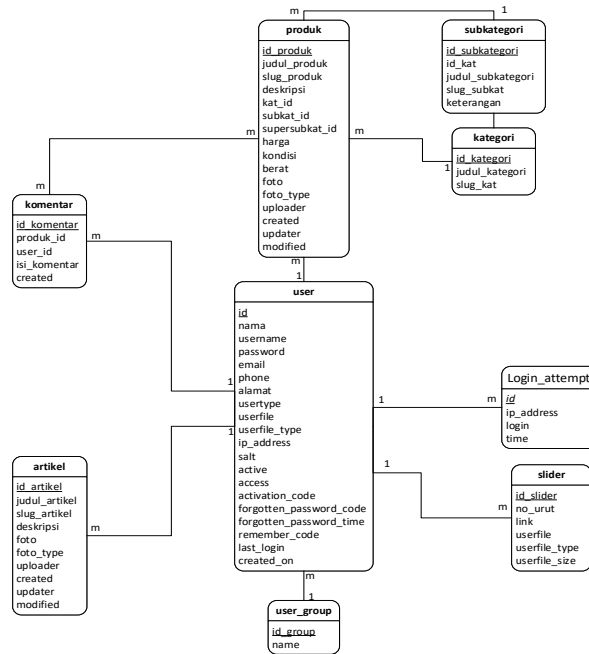 m
1
produk
id_produk
judul_produk
slug_produk
deskripsi
kat_id
subkat_id
supersubkat_id
harga
kondisi
berat
foto
foto_type
uploader
created
updater
modified
subkategori
id_subkategori
id_kat
judul_subkategori
slug_subkat
keterangan
m
m
1
kategori
id_kategori
judul_kategori
slug_kat
m
komentar
id_komentar
produk_id
user_id
isi_komentar
created
m
m
1
user
id
nama
username
password
email
phone
alamat
usertype
userfile
userfile_type
ip_address
salt
active
access
activation_code
forgotten_password_code
forgotten_password_time
remember_code
last_login
created_on
1
1
1
m
Login_attempt
id
ip_address
login
time
1
m
slider
id_slider
no_urut
link
userfile
userfile_type
userfile_size
artikel
id_artikel
judul_artikel
slug_artikel
deskripsi
foto
foto_type
uploader
created
updater
modified
m
m
1
user_group
id_group
name